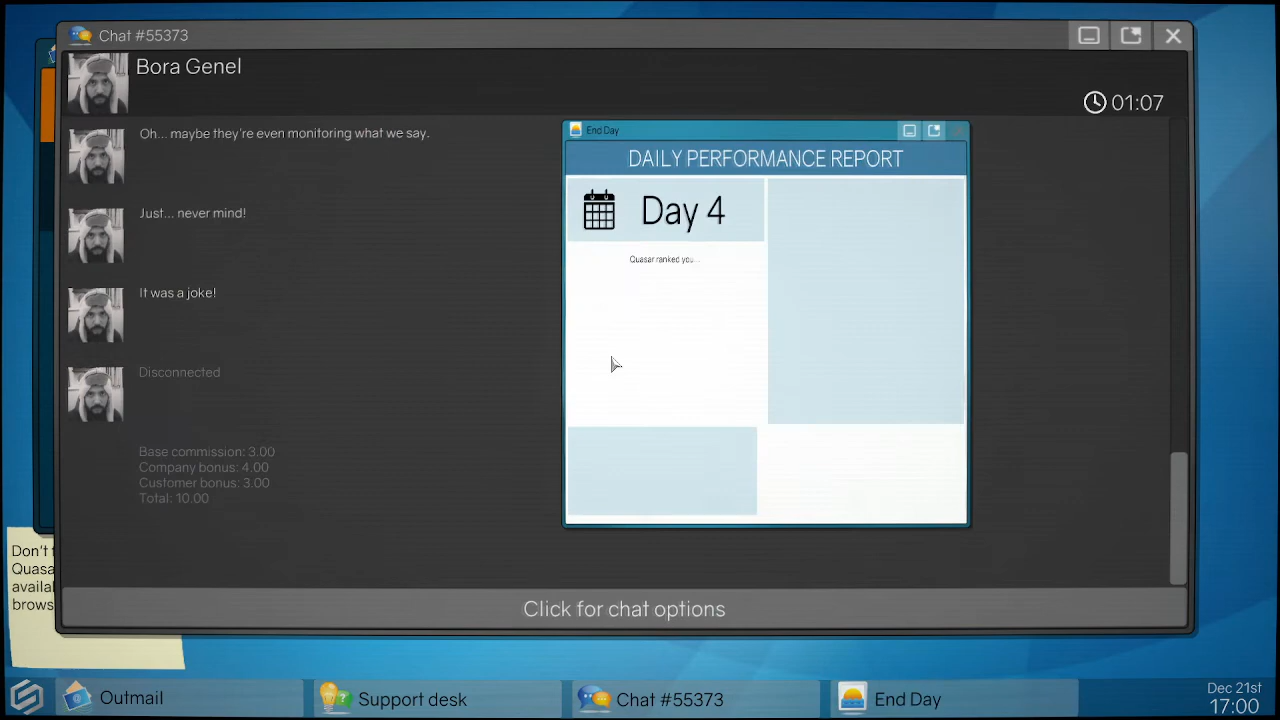 Chat #55373
Bora Genel
01:07
Oh... maybe they're even monitoring what we say.
Just... never mind!
It was a joke!
Disconnected
Base commission: 3.00
Company bonus: 4.00
Customer bonus: 3.00
Total: 10.00
End Day
DAILY PERFORMANCE REPORT
Day 4
Quasar ranked you...
Don't
Quasa
availa
brows
Click for chat options
Outmail
Support desk
Chat #55373
End Day
Dec 21st
17:00